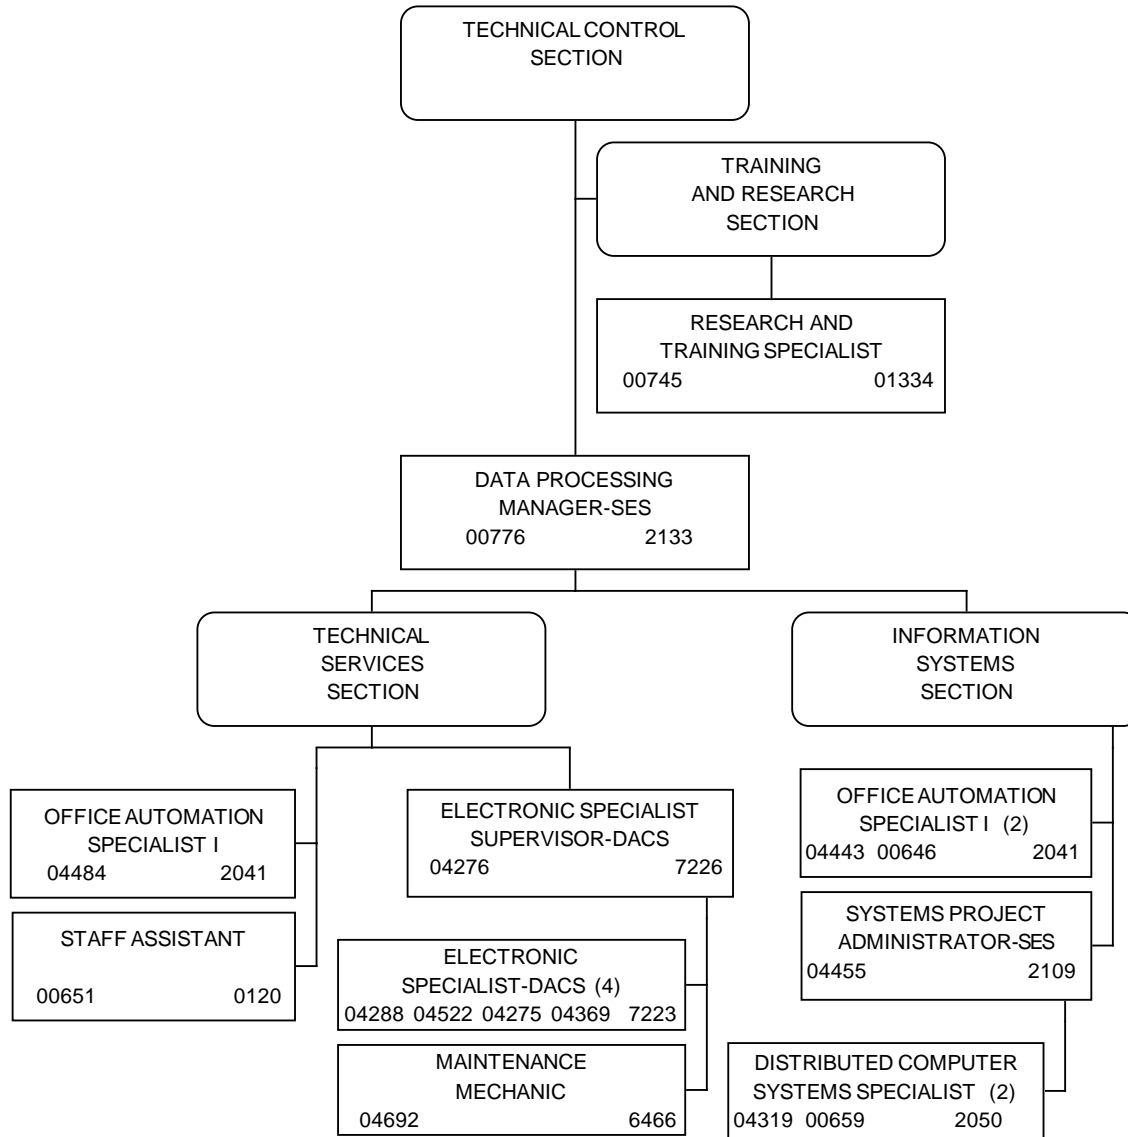 TECHNICAL CONTROL
SECTION
TRAINING
AND RESEARCH
SECTION
RESEARCH AND
TRAINING SPECIALIST
00745 01334
DATA PROCESSING
MANAGER-SES
00776 2133
TECHNICAL
SERVICES
SECTION
INFORMATION
SYSTEMS
SECTION
OFFICE AUTOMATION
SPECIALIST I
04484 2041
STAFF ASSISTANT
00651 0120
ELECTRONIC SPECIALIST
SUPERVISOR-DACS
04276 7226
ELECTRONIC
SPECIALIST-DACS (4)
04288 04522 04275 04369 7223
MAINTENANCE
MECHANIC
04692 6466
OFFICE AUTOMATION
SPECIALIST I (2)
04443 00646 2041
SYSTEMS PROJECT
ADMINISTRATOR-SES
04455 2109
DISTRIBUTED COMPUTER
SYSTEMS SPECIALIST (2)
04319 00659 2050